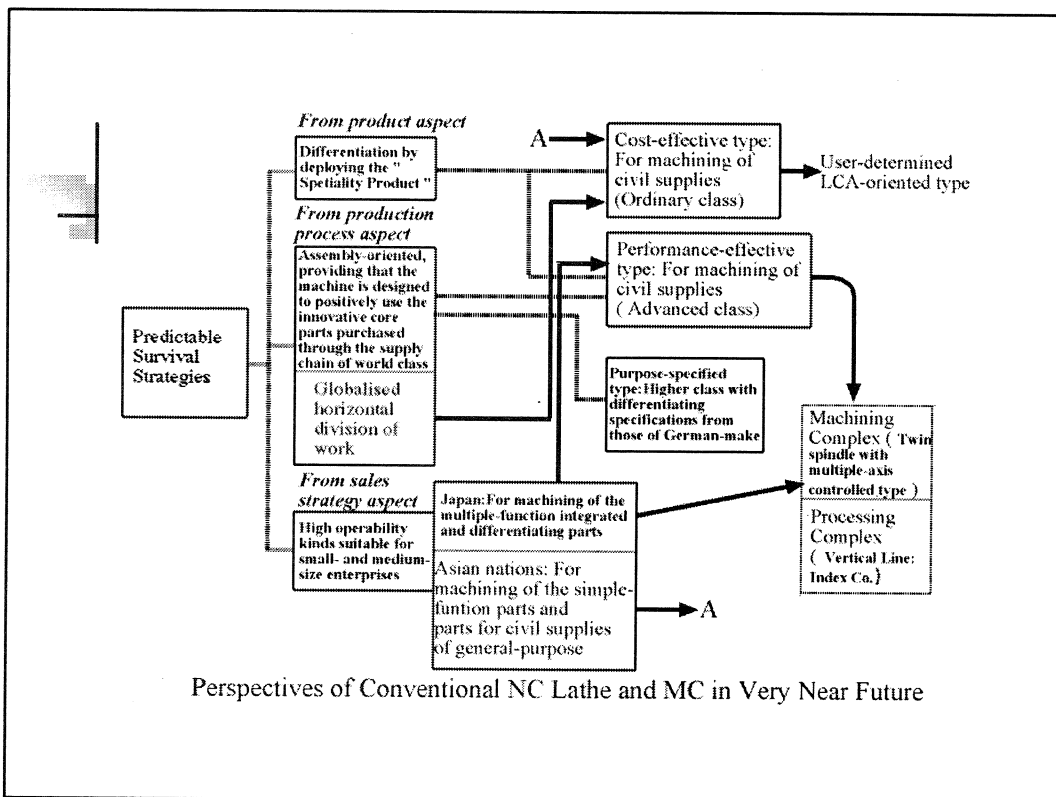 From product aspect
Differentiation by
deploying the "
Spetiality Product "
From production
process aspect
Assembly-oriented,
providing that the
machine is designed
to positively use the
innovative core
parts purchased
through the supply
chain of world class
Globalised
horizontal
division of
work
From sales
strategy aspect
High operability
kinds suitable for
small- and medium-
size enterprises
Predictable
Survival
Strategies
Japan:For machining of the
multiple-function integrated
and differentiating parts
Asian nations: For
machining of the simple-
funtion parts and
parts for civil supplies
of general-purpose
A
A
Cost-effective type:
For machining of
civil supplies
(Ordinary class)
User-determined
LCA-oriented type
Performance-effective
type: For machining of
civil supplies
( Advanced class)
Purpose-specified
type:Higher class with
differentiating
specifications from
those of German-make
Machining
Complex ( Twin
spindle with
multiple-axis
controlled type )
Processing
Complex
( Vertical Line:
Index Co.)
Perspectives of Conventional NC Lathe and MC in Very Near Future